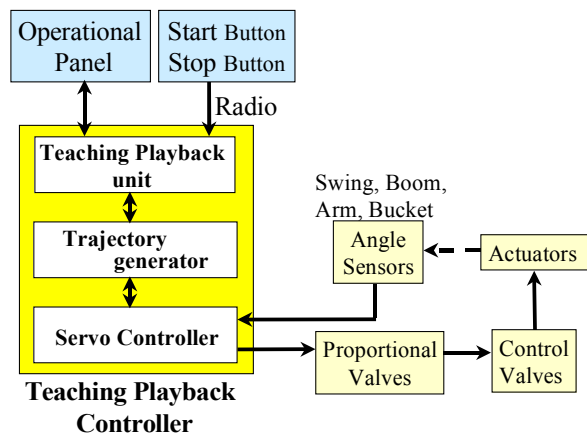 Operational
Panel
Start Button
Stop Button
Radio
Teaching Playback
unit
Trajectory
generator
Servo Controller
Teaching Playback
Controller
Swing, Boom,
Arm, Bucket
Angle
Sensors
Actuators
Proportional
Valves
Control
Valves